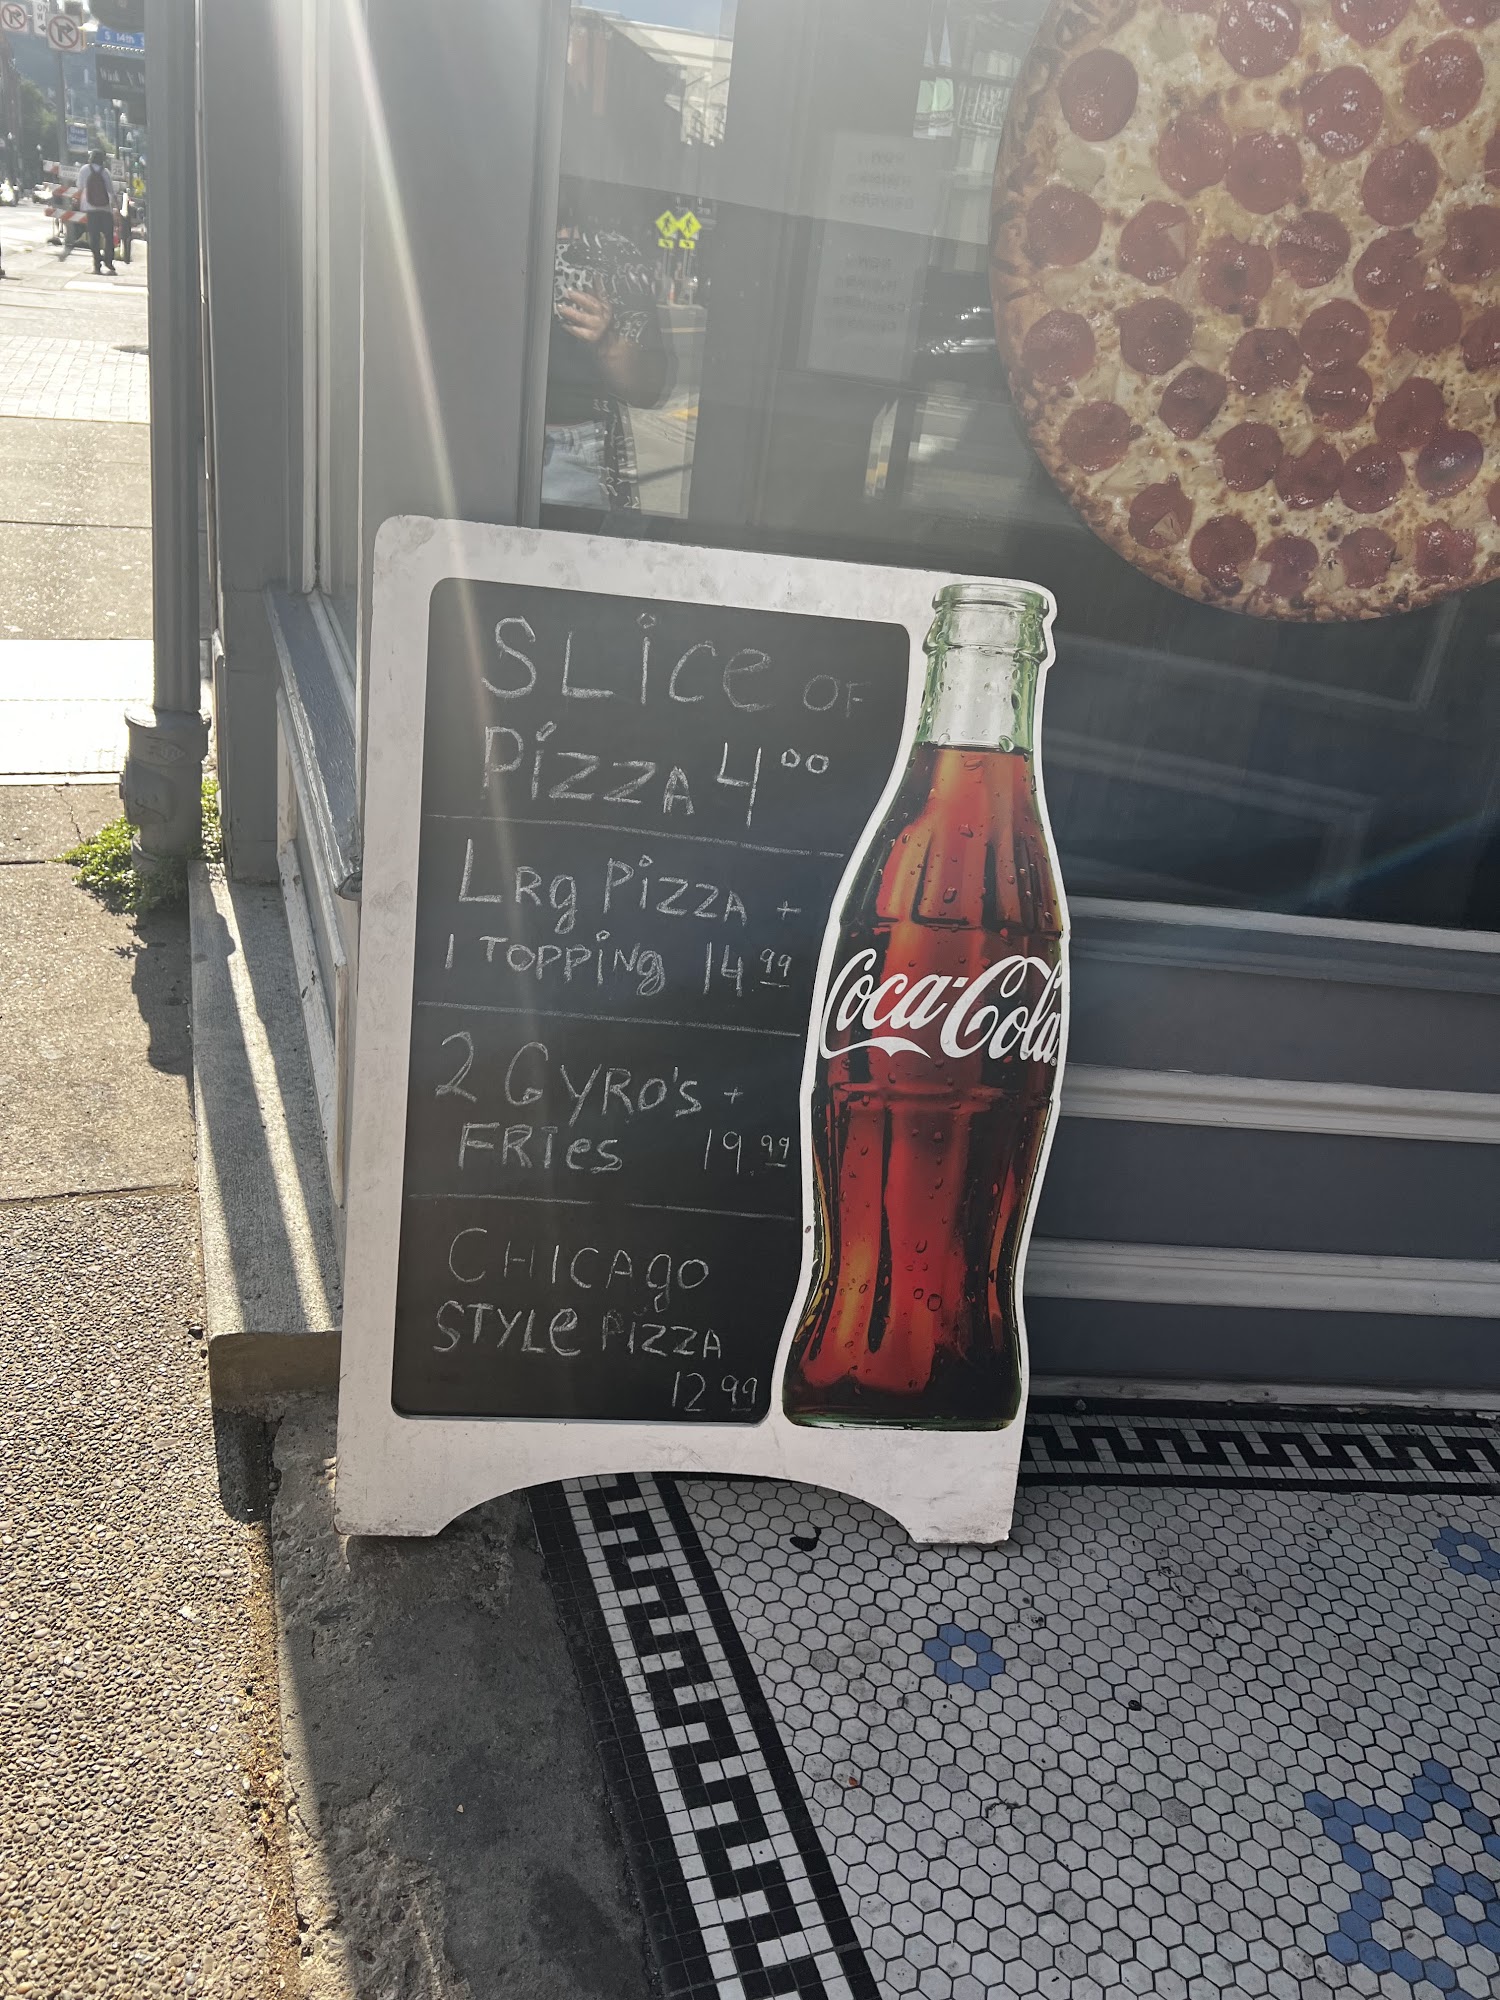 S 14th
SLice OF
PiZZA 4⁰⁰
LRg PiZZA +
1 TOPPiNg 14.99
2 GYRO's +
FRies 19.99
CHICAgO
STYLe PiZZA
12 99
Coca-Cola